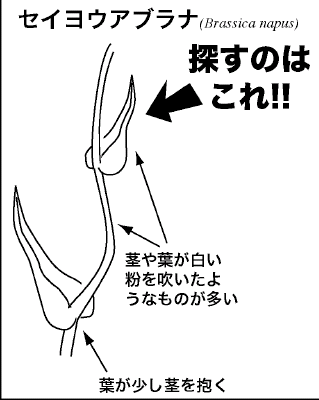 セイヨウアブラナ(Brassica napus)
探すのは
これ!!
茎や葉が白い
粉を吹いたよ
うなものが多い
葉が少し茎を抱く